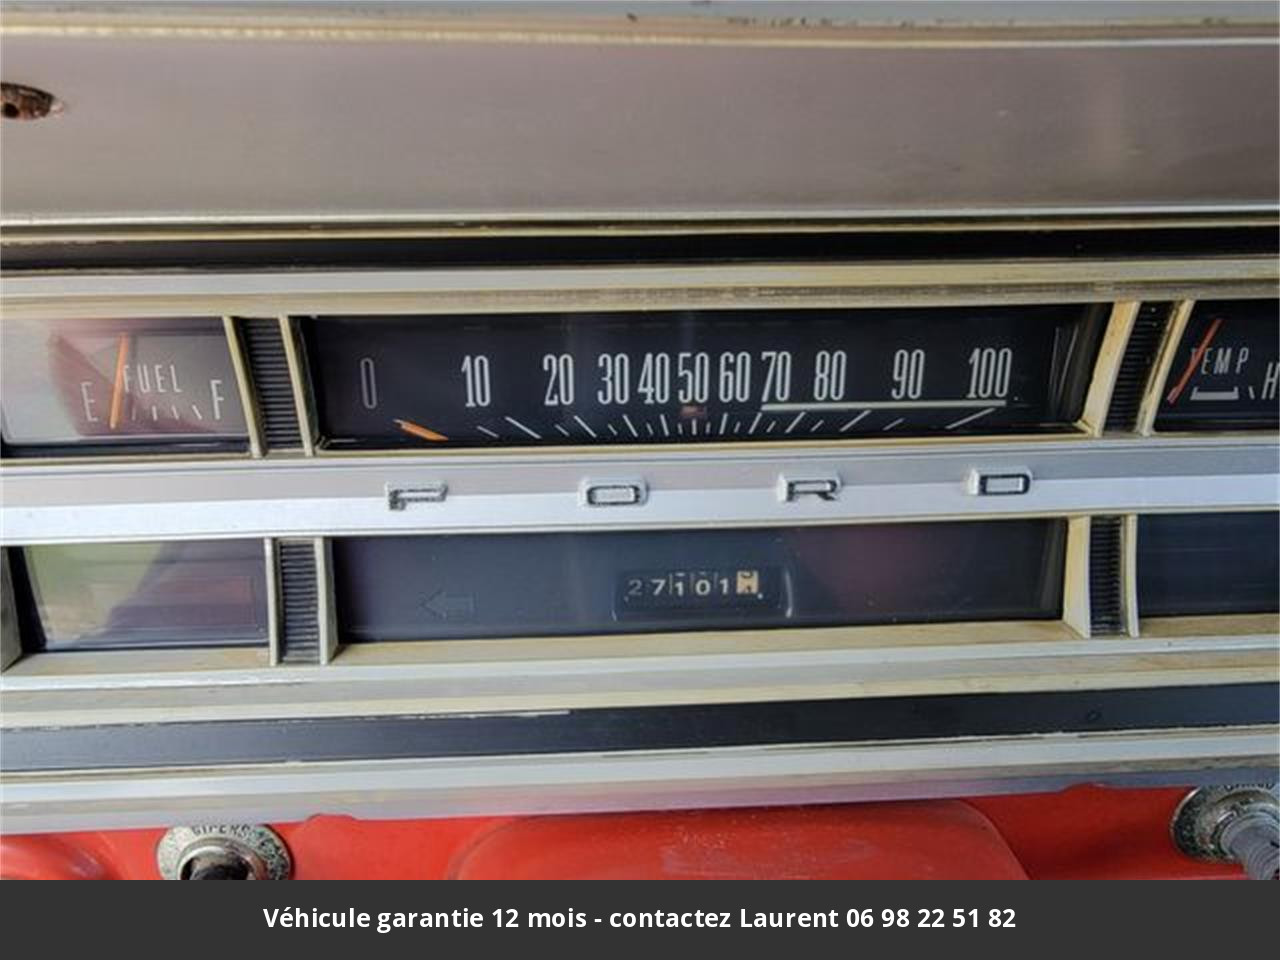 E FUEL F
0 10 20 30 40 50 60 70 80 90 100
TEMP H
FORD
27101
WIPERS
Véhicule garantie 12 mois - contactez Laurent 06 98 22 51 82